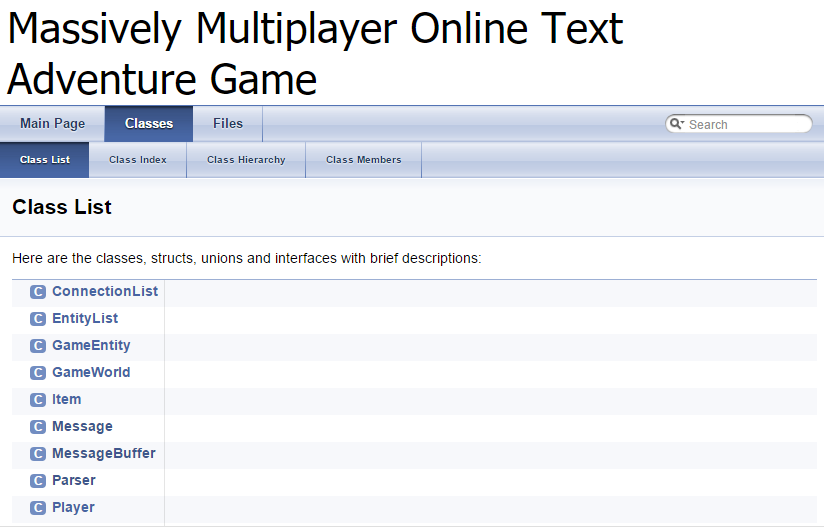 Massively Multiplayer Online Text
Adventure Game
Main Page Classes Files Search
Class List Class Index Class Hierarchy Class Members
Class List
Here are the classes, structs, unions and interfaces with brief descriptions:
C ConnectionList
C EntityList
C GameEntity
C GameWorld
C Item
C Message
C MessageBuffer
C Parser
C Player